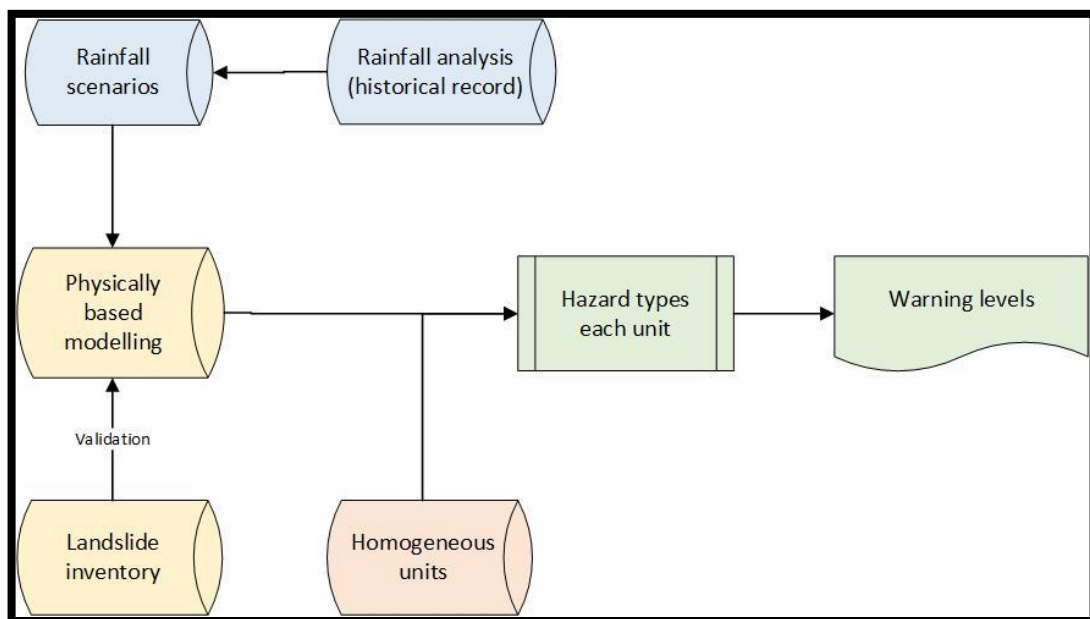 Rainfall
scenarios
Rainfall analysis
(historical record)
Physically
based
modelling
Hazard types
each unit
Warning levels
Validation
Landslide
inventory
Homogeneous
units